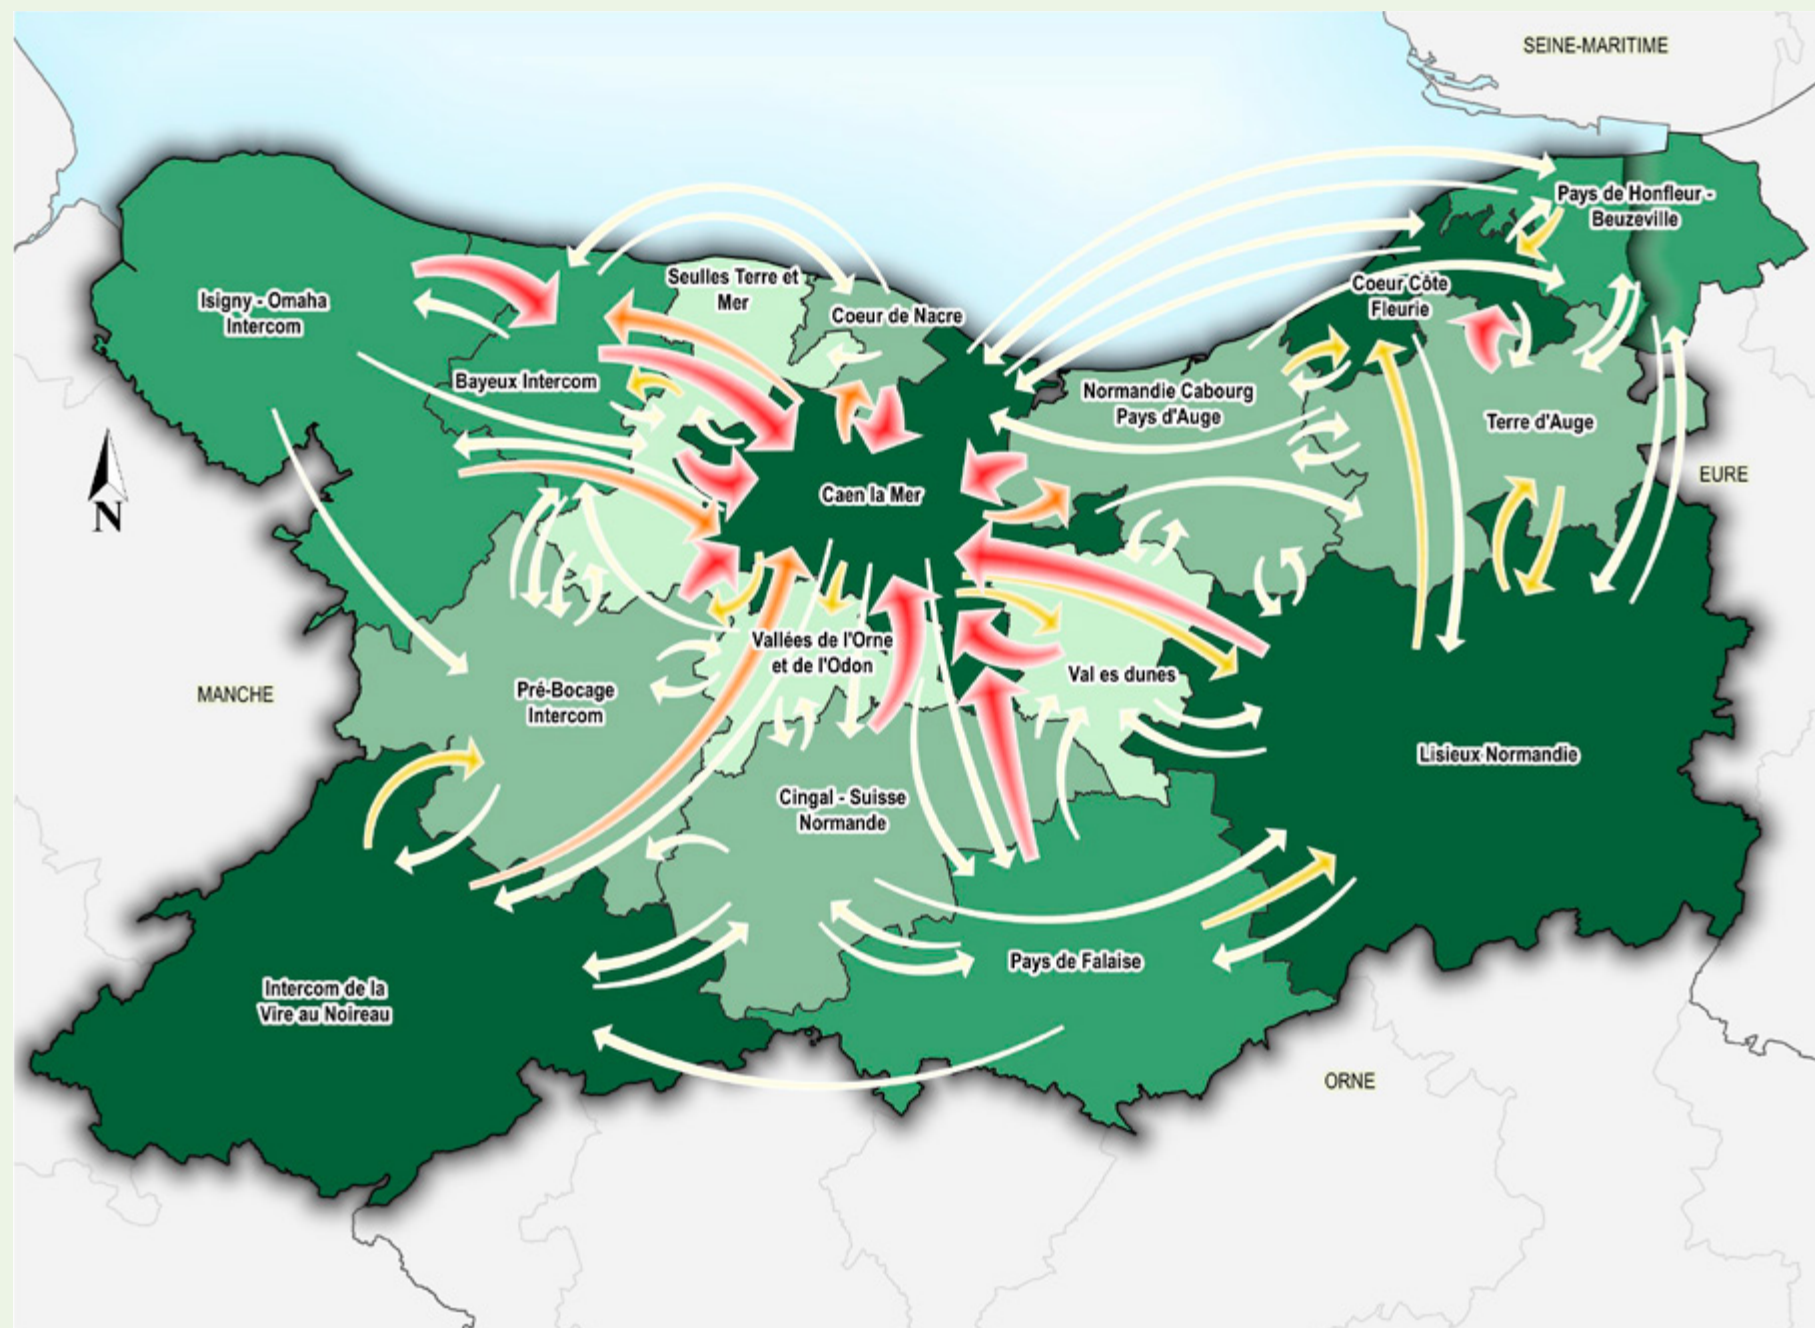 SEINE-MARITIME
Pays de Honfleur -
Beuzeville
Seulles Terre et
Mer
Isigny - Omaha
Intercom
Coeur de Nacre
Coeur Côte
Fleurie
Bayeux Intercom
Normandie Cabourg
Pays d'Auge
Terre d'Auge
EURE
Caen la Mer
N
Vallées de l'Orne
et de l'Odon
Val es dunes
MANCHE
Pré-Bocage
Intercom
Lisieux Normandie
Cingal - Suisse
Normande
Pays de Falaise
Intercom de la
Vire au Noireau
ORNE